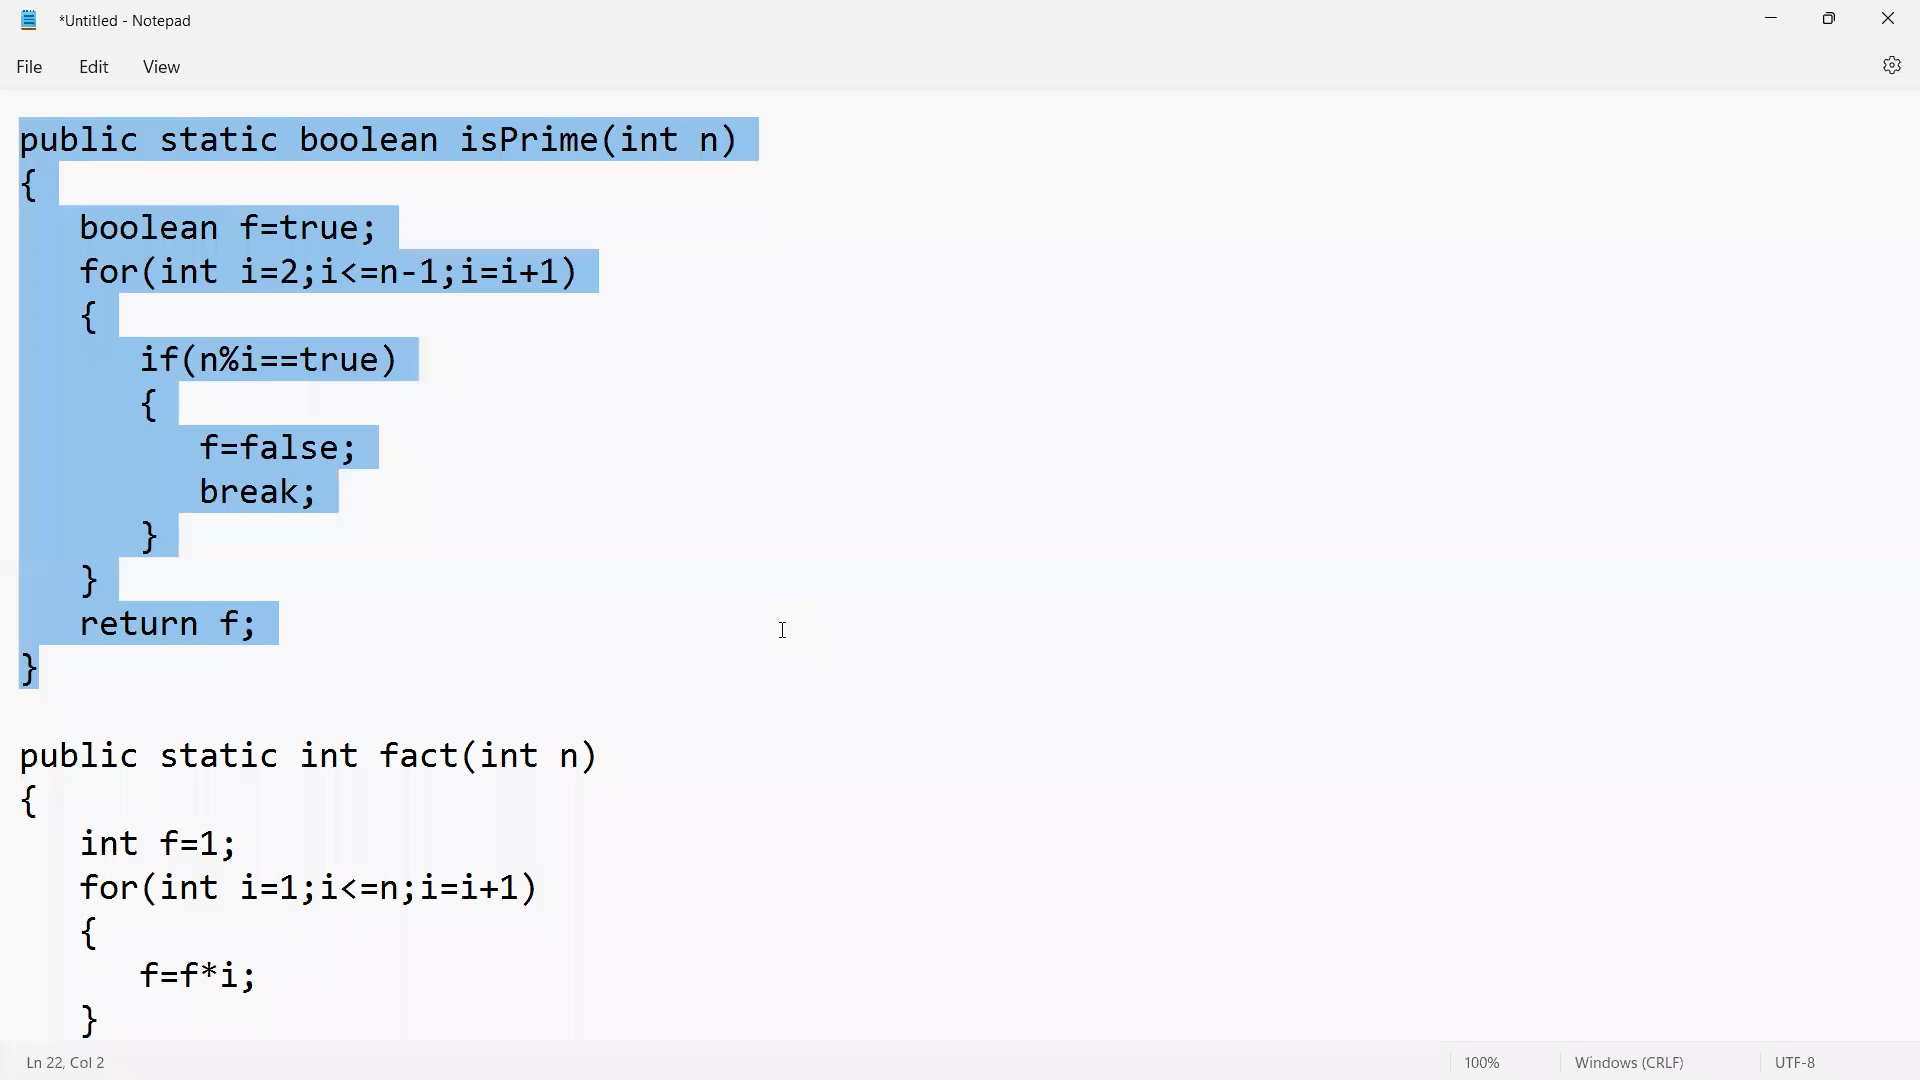 *Untitled - Notepad
File Edit View
public static boolean isPrime(int n)
{
   boolean f=true;
   for(int i=2;i<=n-1;i=i+1)
   {
      if(n%i==true)
      {
         f=false;
         break;
      }
   }
   return f;
}

public static int fact(int n)
{
   int f=1;
   for(int i=1;i<=n;i=i+1)
   {
      f=f*i;
   }
Ln 22, Col 2 100% Windows (CRLF) UTF-8